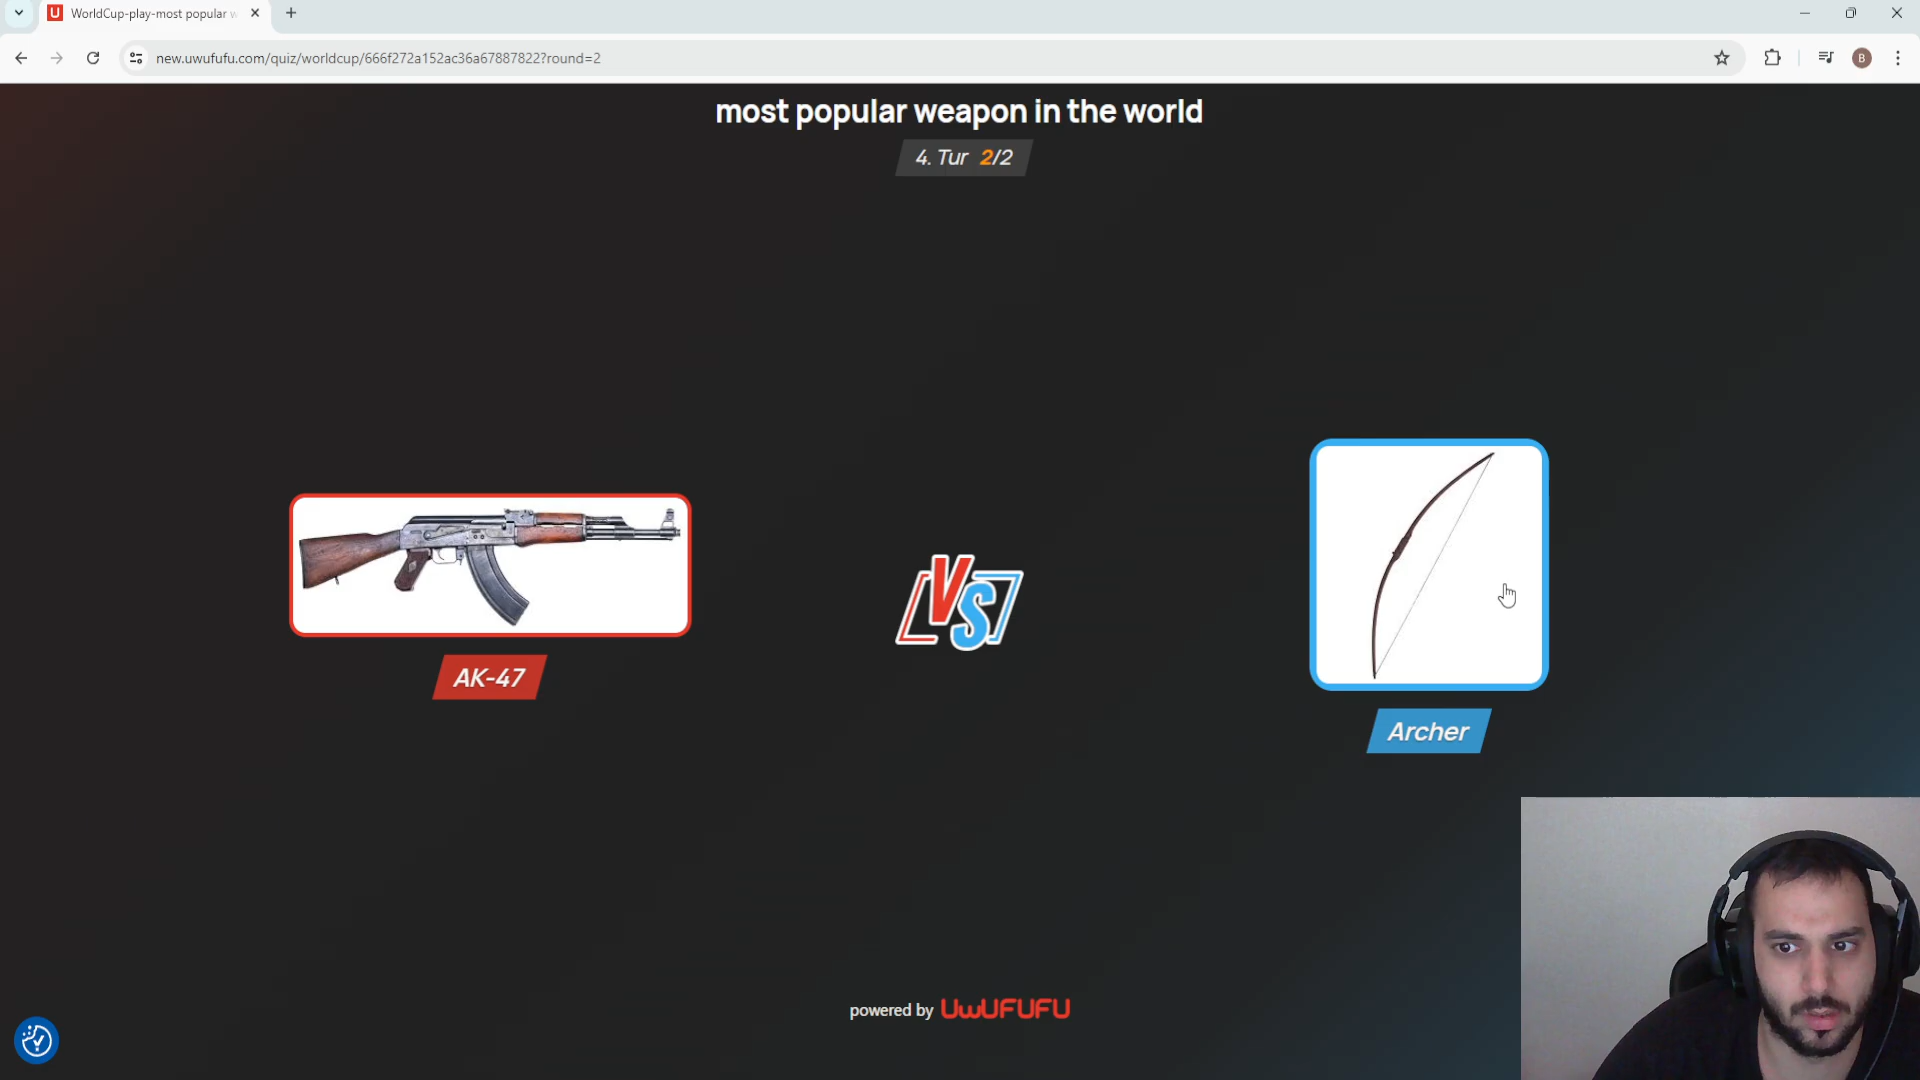 WorldCup-play-most popular w
new.uwufufu.com/quiz/worldcup/666f272a152ac36a67887822?round=2
B
most popular weapon in the world
4. Tur 2/2
VS
AK-47
Archer
powered by UwUFUFU